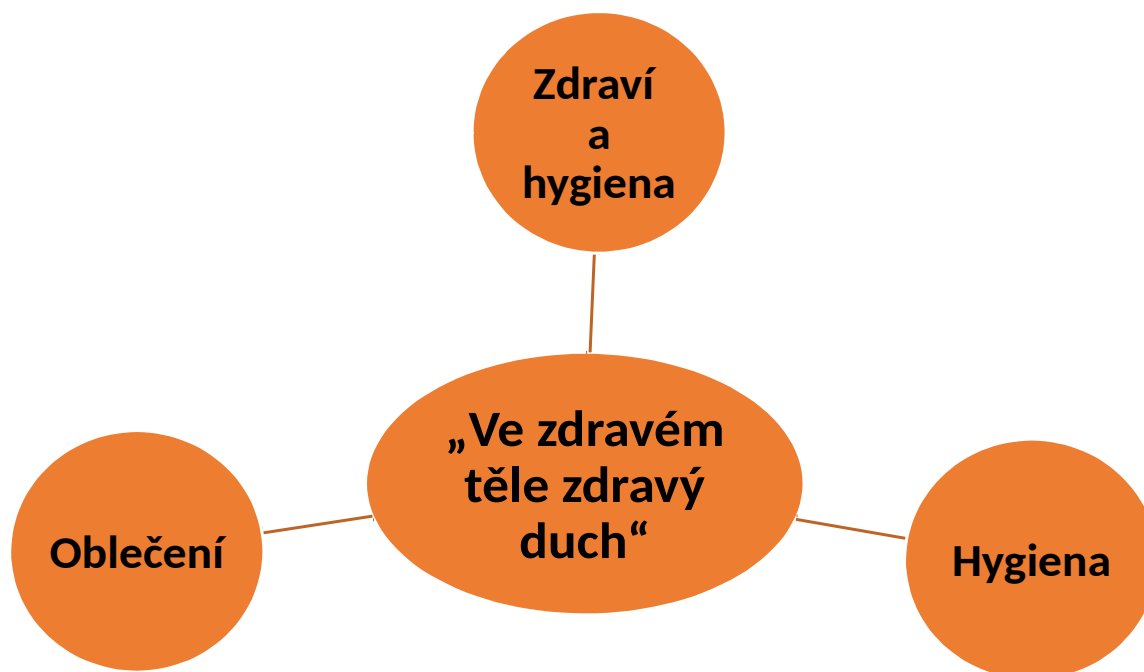 Zdraví
a
hygiena
„Ve zdravém
těle zdravý
duch“
Oblečení
Hygiena